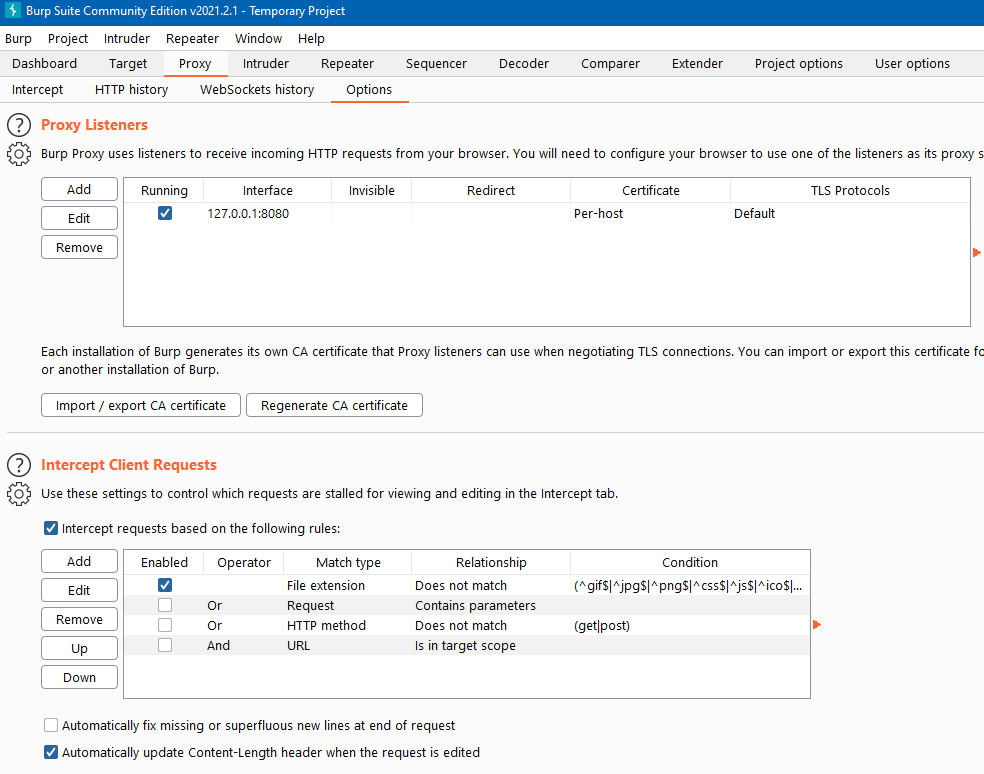 Burp Suite Community Edition v2021.2.1 - Temporary Project
Burp Project Intruder Repeater Window Help
Dashboard Target Proxy Intruder Repeater Sequencer Decoder Comparer Extender Project options User options
Intercept HTTP history WebSockets history Options
? Proxy Listeners
Burp Proxy uses listeners to receive incoming HTTP requests from your browser. You will need to configure your browser to use one of the listeners as its proxy s
Add Running Interface Invisible Redirect Certificate TLS Protocols
127.0.0.1:8080 Per-host Default
Edit
Remove
Each installation of Burp generates its own CA certificate that Proxy listeners can use when negotiating TLS connections. You can import or export this certificate fo
or another installation of Burp.
Import / export CA certificate Regenerate CA certificate
? Intercept Client Requests
Use these settings to control which requests are stalled for viewing and editing in the Intercept tab.
Intercept requests based on the following rules:
Add Enabled Operator Match type Relationship Condition
Edit File extension Does not match (^gif$|^jpg$|^png$|^css$|^js$|^ico$|...
Or Request Contains parameters
Remove Or HTTP method Does not match (get|post)
Up And URL Is in target scope
Down
Automatically fix missing or superfluous new lines at end of request
Automatically update Content-Length header when the request is edited